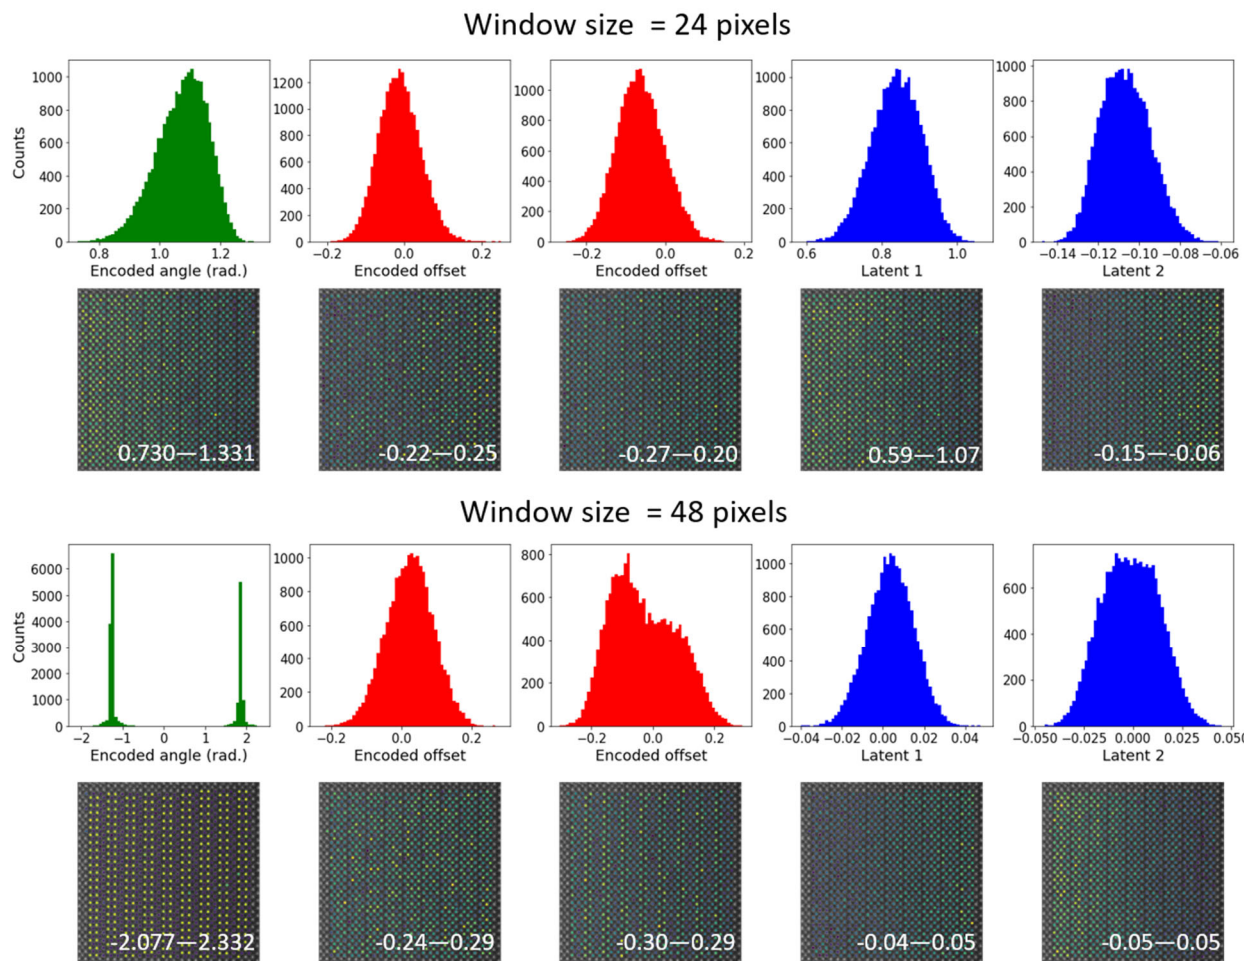 Window size = 24 pixels
Counts
1000
800
600
400
200
0
0.8 1.0 1.2
Encoded angle (rad.)
1200
1000
800
600
400
200
0
−0.2 0.0 0.2
Encoded offset
1000
800
600
400
200
0
−0.2 0.0 0.2
Encoded offset
1000
800
600
400
200
0
0.6 0.8 1.0
Latent 1
1000
800
600
400
200
0
−0.14 −0.12 −0.10 −0.08 −0.06
Latent 2
0.730—1.331
-0.22—0.25
-0.27—0.20
0.59—1.07
-0.15—-0.06
Window size = 48 pixels
Counts
6000
5000
4000
3000
2000
1000
0
−2 −1 0 1 2
Encoded angle (rad.)
1000
800
600
400
200
0
−0.2 0.0 0.2
Encoded offset
800
600
400
200
0
−0.2 0.0 0.2
Encoded offset
1000
800
600
400
200
0
−0.04 −0.02 0.00 0.02 0.04
Latent 1
600
400
200
0
−0.050 −0.025 0.000 0.025 0.050
Latent 2
-2.077—2.332
-0.24—0.29
-0.30—0.29
-0.04—0.05
-0.05—0.05